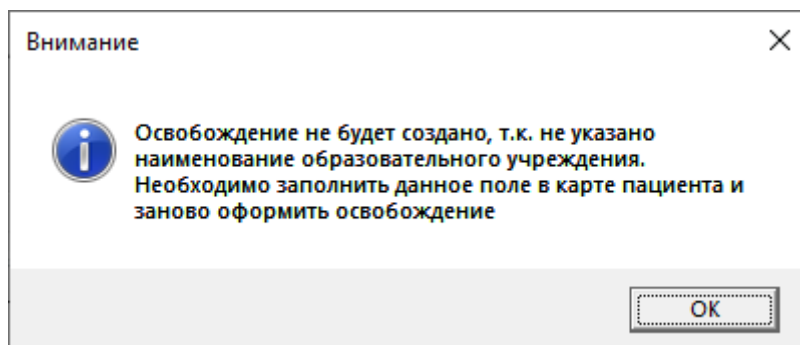 Внимание
Освобождение не будет создано, т.к. не указано
наименование образовательного учреждения.
Необходимо заполнить данное поле в карте пациента и
заново оформить освобождение
ОК